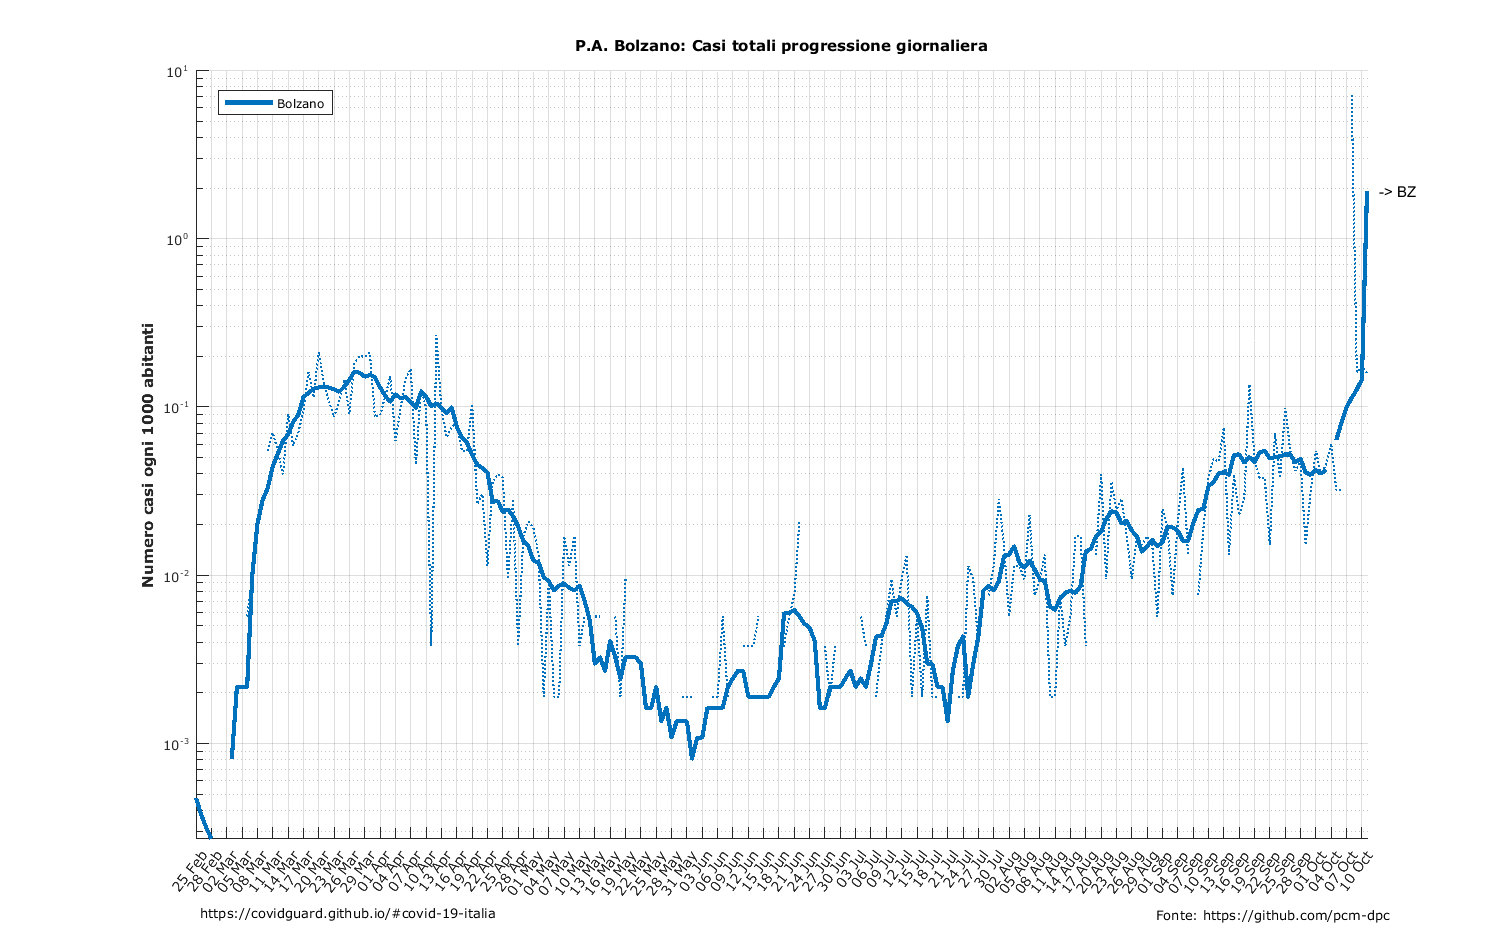 P.A. Bolzano: Casi totali progressione giornaliera
Numero casi ogni 1000 abitanti
10^1
10^0
10^-1
10^-2
10^-3
Bolzano
-> BZ
25 Feb
28 Feb
02 Mar
05 Mar
08 Mar
11 Mar
14 Mar
17 Mar
20 Mar
23 Mar
26 Mar
29 Mar
01 Apr
04 Apr
07 Apr
10 Apr
13 Apr
16 Apr
19 Apr
22 Apr
25 Apr
28 Apr
01 May
04 May
07 May
10 May
13 May
16 May
19 May
22 May
25 May
28 May
31 May
03 Jun
06 Jun
09 Jun
12 Jun
15 Jun
18 Jun
21 Jun
24 Jun
27 Jun
30 Jul
03 Jul
06 Jul
09 Jul
12 Jul
15 Jul
18 Jul
21 Jul
24 Jul
27 Jul
30 Jul
02 Aug
05 Aug
08 Aug
11 Aug
14 Aug
17 Aug
20 Aug
23 Aug
26 Aug
29 Aug
01 Sep
04 Sep
07 Sep
10 Sep
13 Sep
16 Sep
19 Sep
22 Sep
25 Sep
28 Sep
01 Oct
04 Oct
07 Oct
10 Oct
https://covidguard.github.io/#covid-19-italia
Fonte: https://github.com/pcm-dpc